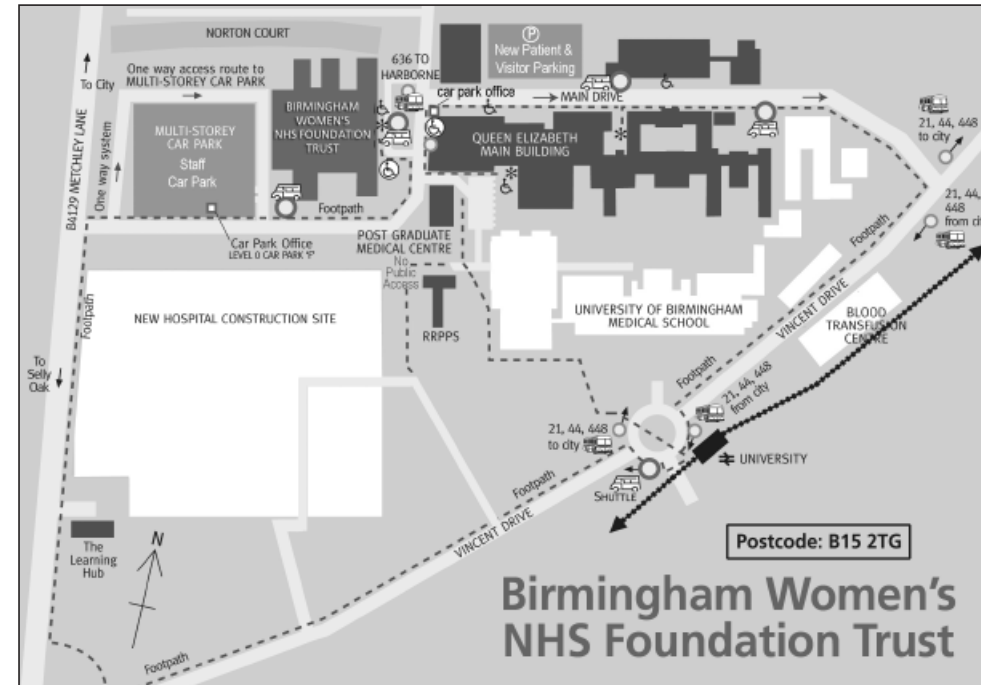 NORTON COURT
To City
One way access route to
MULTI-STOREY CAR PARK
One way system
B4129 METCHLEY LANE
MULTI-STOREY
CAR PARK
Staff
Car Park
BIRMINGHAM
WOMEN'S
NHS FOUNDATION
TRUST
636 TO
HARBORNE
car park office
P
New Patient &
Visitor Parking
MAIN DRIVE
QUEEN ELIZABETH
MAIN BUILDING
21, 44, 448
to city
21, 44,
448
from cit
Footpath
Car Park Office
LEVEL 0 CAR PARK 'F'
POST GRADUATE
MEDICAL CENTRE
No
Public
Access
RRPPS
Footpath
NEW HOSPITAL CONSTRUCTION SITE
Footpath
To
Selly
Oak
UNIVERSITY OF BIRMINGHAM
MEDICAL SCHOOL
VINCENT DRIVE
BLOOD
TRANSFUSION
CENTRE
Footpath
21, 44, 448
from city
21, 44, 448
to city
UNIVERSITY
SHUTTLE
Footpath
VINCENT DRIVE
The
Learning
Hub
N
Footpath
Postcode: B15 2TG
Birmingham Women's
NHS Foundation Trust